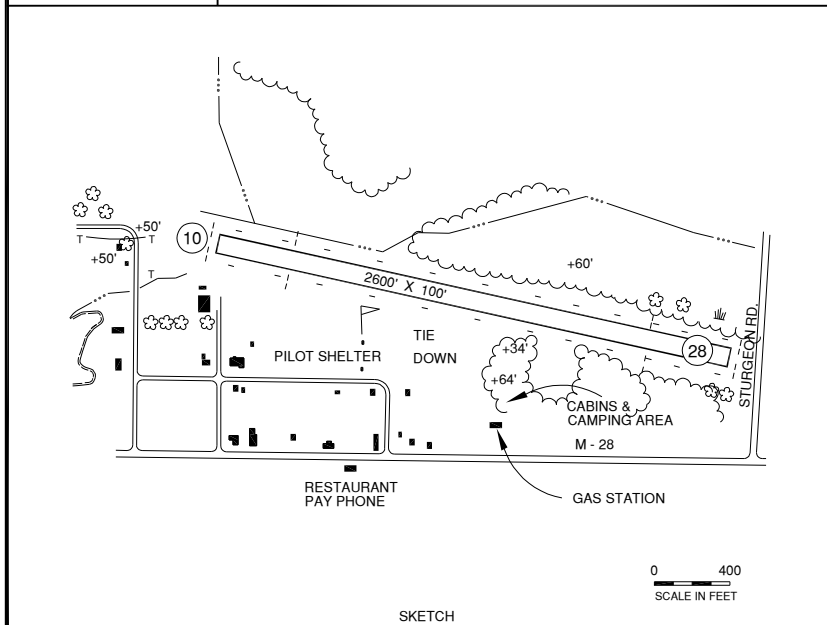 +50'
T
T
10
+50'
T
+60'
2600' X 100'
TIE
DOWN
PILOT SHELTER
+34'
28
STURGEON RD.
+64'
CABINS &
CAMPING AREA
M - 28
RESTAURANT
PAY PHONE
GAS STATION
0 400
SCALE IN FEET
SKETCH